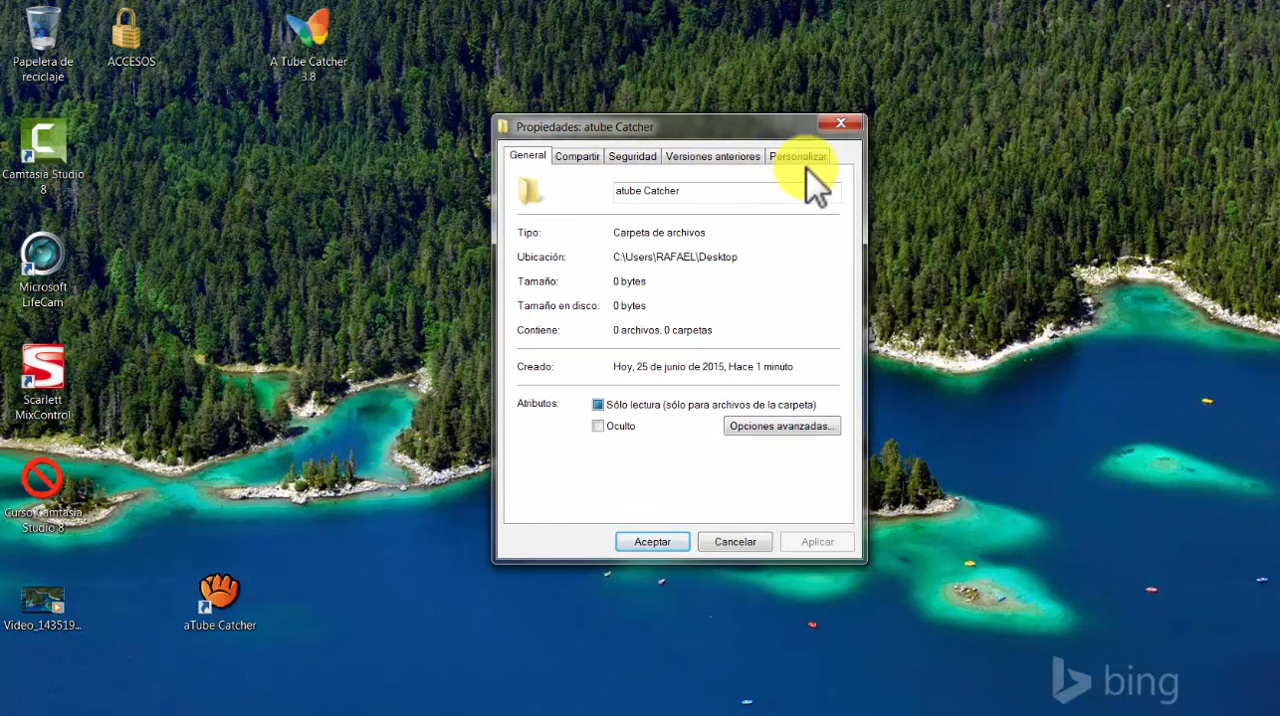 Papelera de
reciclaje
ACCESOS
A Tube Catcher
3.8
Camtasia Studio
8
Microsoft
LifeCam
Scarlett
MixControl
Curso Camtasia
Studio 8
Video_143519...
aTube Catcher
Propiedades: atube Catcher
General Compartir Seguridad Versiones anteriores Personalizar
atube Catcher
Tipo: Carpeta de archivos
Ubicación: C:\Users\RAFAEL\Desktop
Tamaño: 0 bytes
Tamaño en disco: 0 bytes
Contiene: 0 archivos. 0 carpetas
Creado: Hoy, 25 de junio de 2015, Hace 1 minuto
Atributos: Sólo lectura (sólo para archivos de la carpeta)
Oculto Opciones avanzadas...
Aceptar Cancelar Aplicar
bing